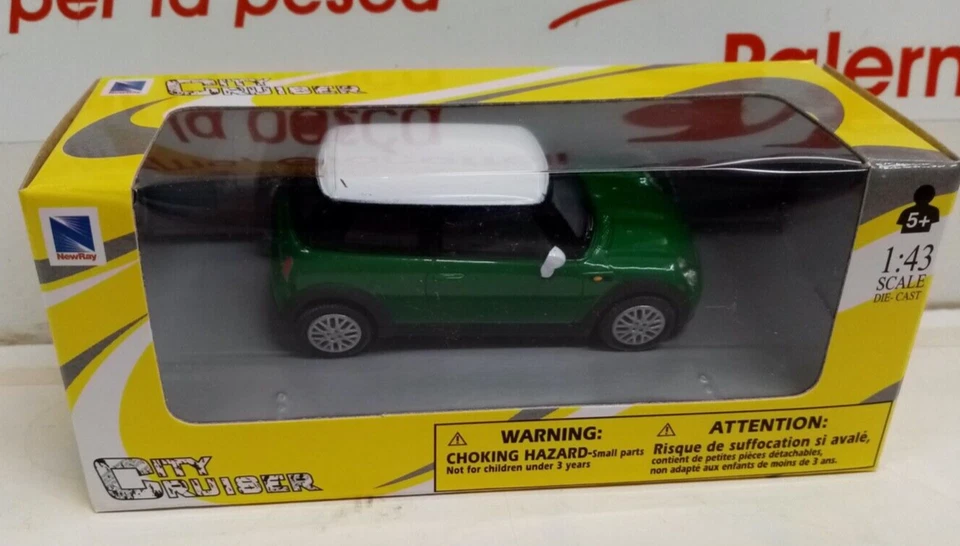 per la pesca
Palerm
CITY
CRUISER
NewRay
5+
1:43
SCALE
DIE-CAST
WARNING:
CHOKING HAZARD-Small parts
Not for children under 3 years
ATTENTION:
Risque de suffocation si avalé,
contient de petites pièces détachables,
non adapté aux enfants de moins de 3 ans.
CITY
CRUISER